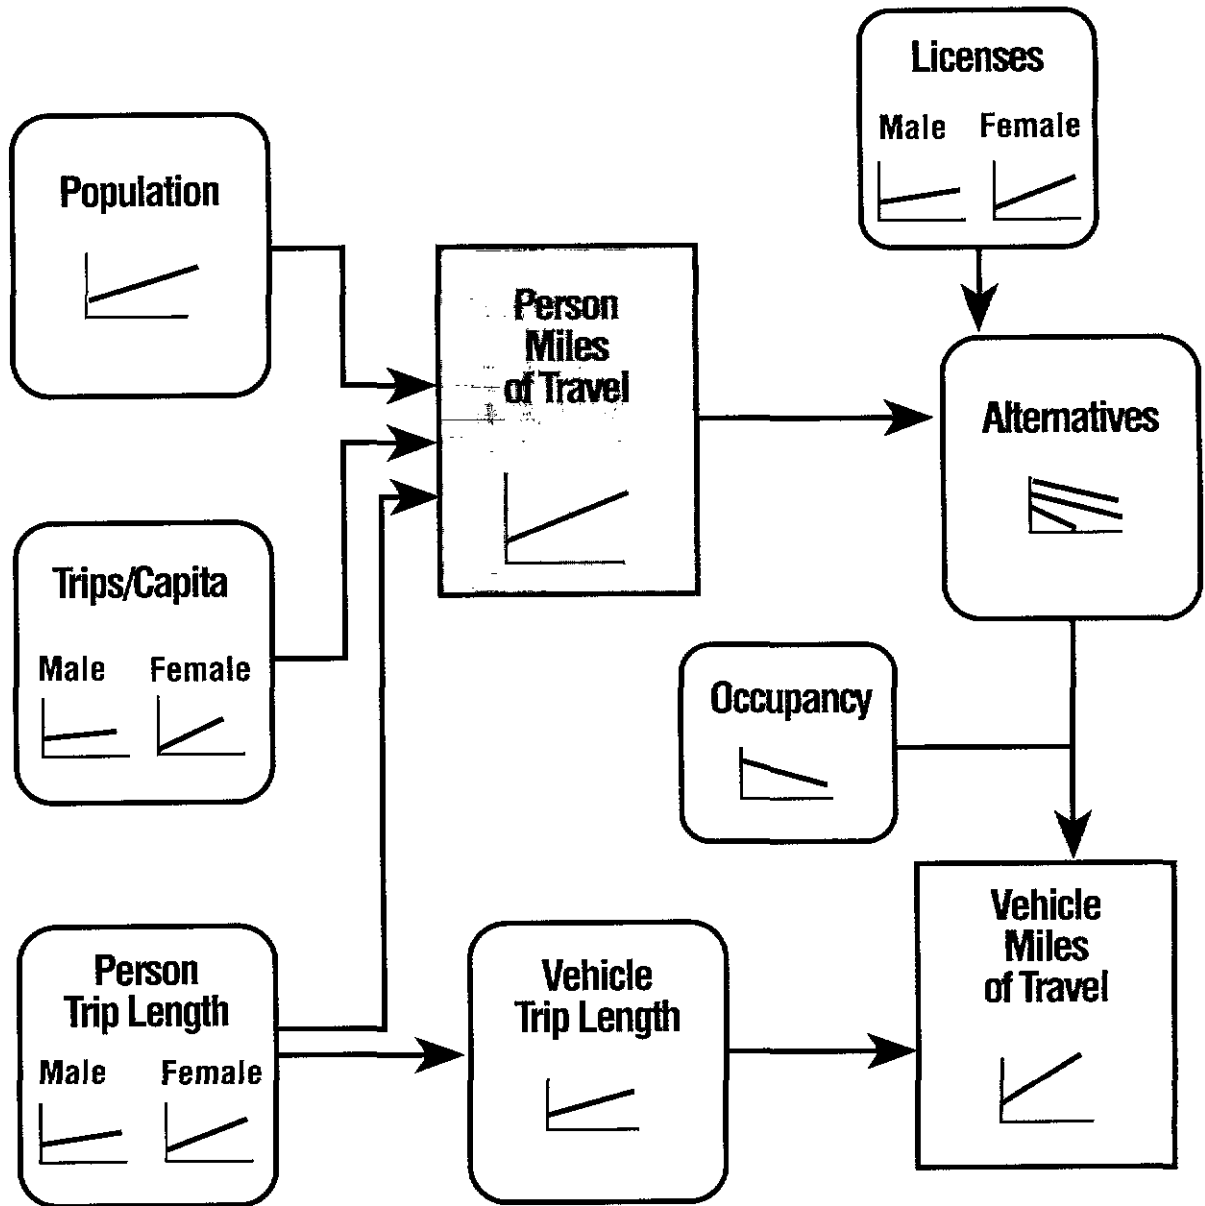 Licenses
Male Female
Population
Person
Miles
of Travel
Alternatives
Trips/Capita
Male Female
Occupancy
Person
Trip Length
Male Female
Vehicle
Trip Length
Vehicle
Miles
of Travel